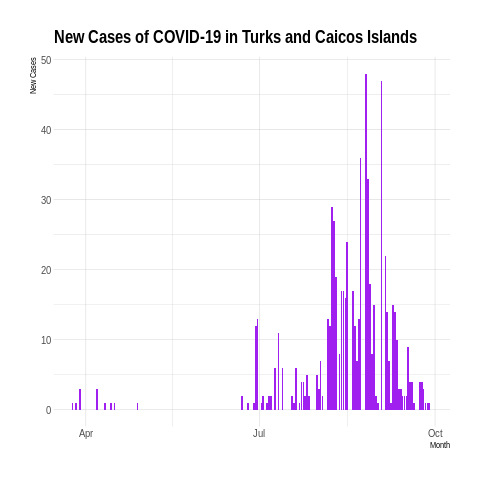 New Cases of COVID-19 in Turks and Caicos Islands
New Cases
50
40
30
20
10
0
Apr
Jul
Oct
Month